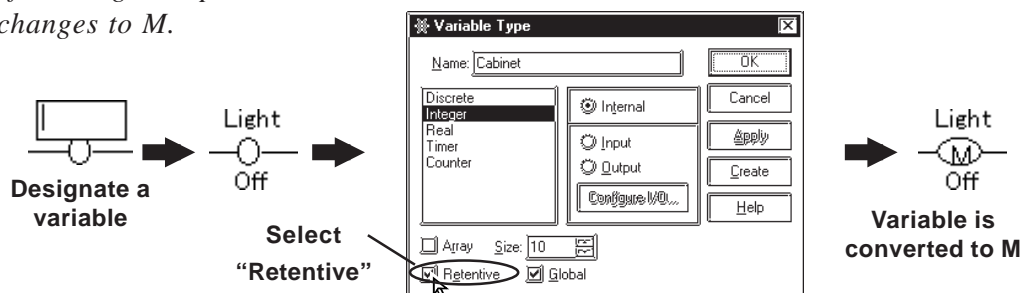 changes to M.
Variable Type
Name: Cabinet
OK
Discrete
Integer
Real
Timer
Counter
Internal
Input
Output
Configure I/O...
Cancel
Apply
Create
Help
Array Size: 10
Retentive Global
Light
Off
Designate a
variable
Select
“Retentive”
Light
M
Off
Variable is
converted to M